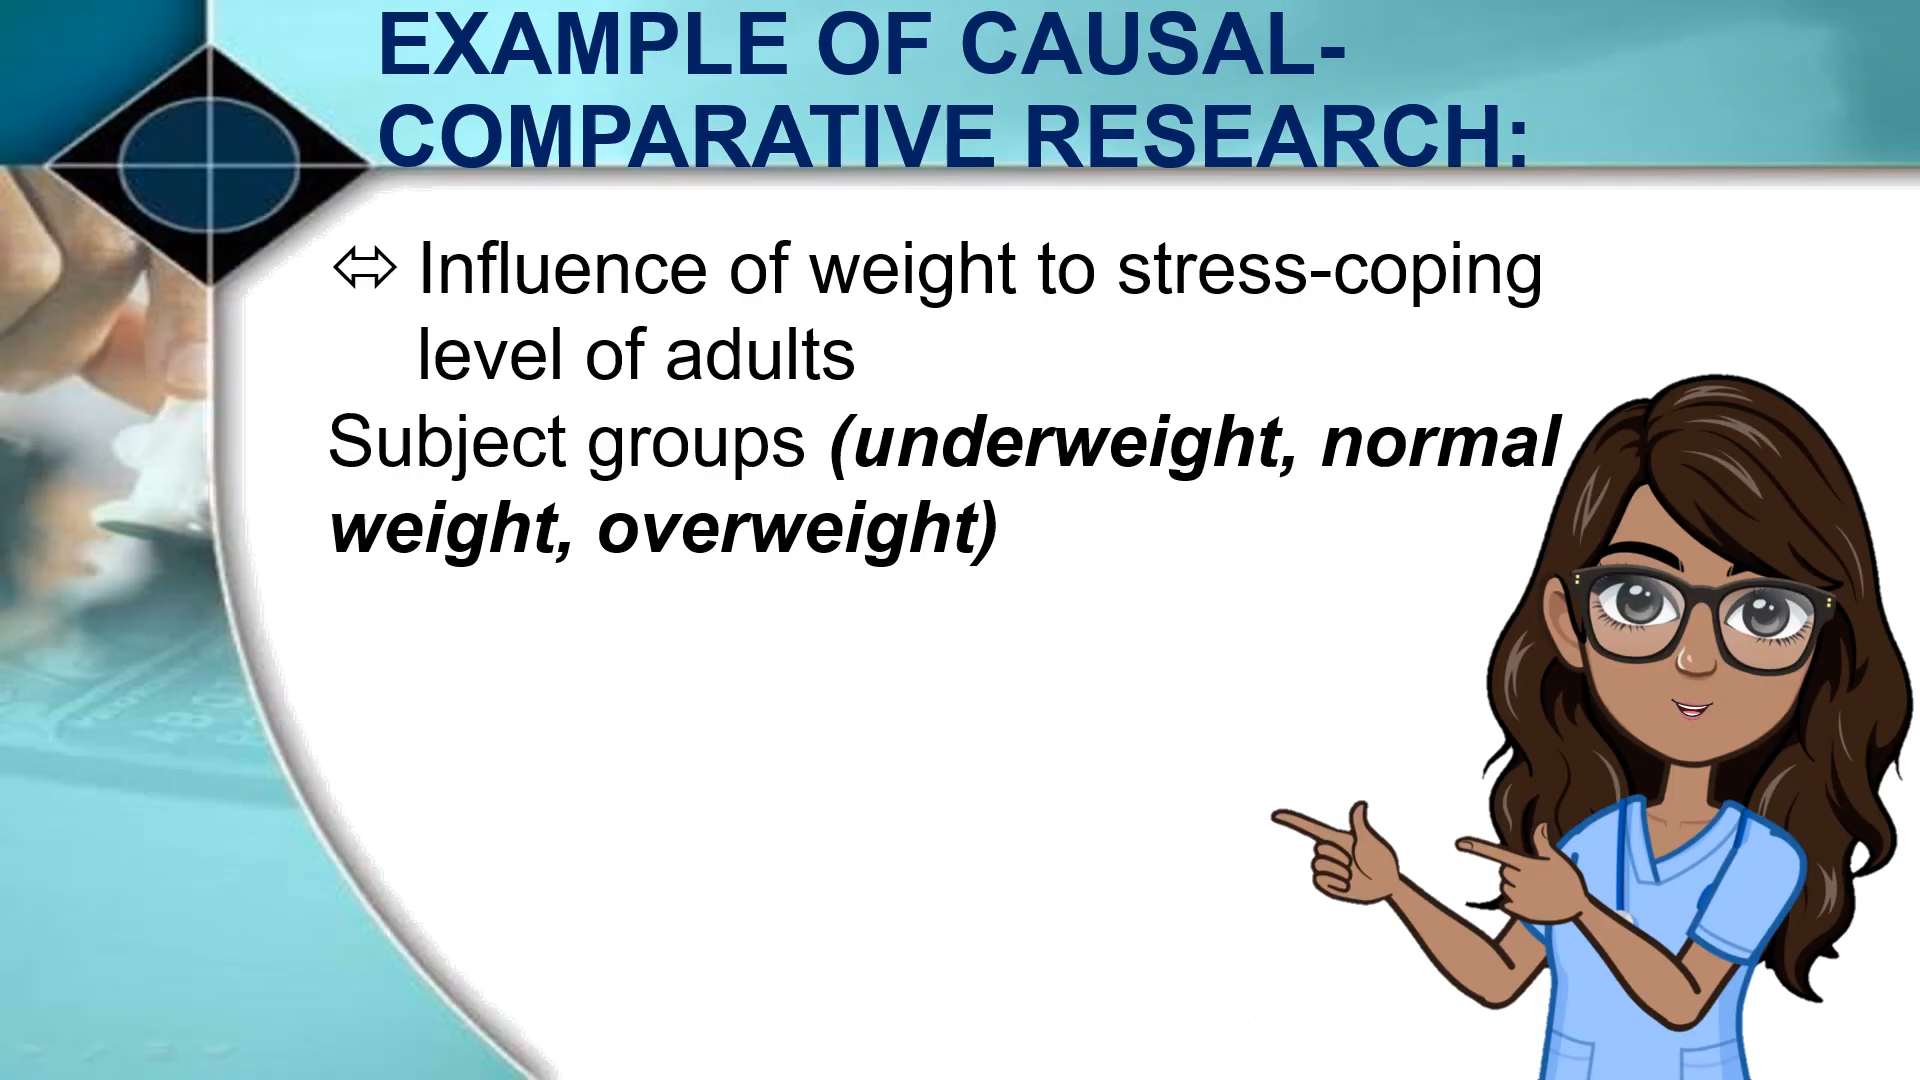 EXAMPLE OF CAUSAL-
COMPARATIVE RESEARCH:
⬄ Influence of weight to stress-coping
level of adults
Subject groups (underweight, normal
weight, overweight)